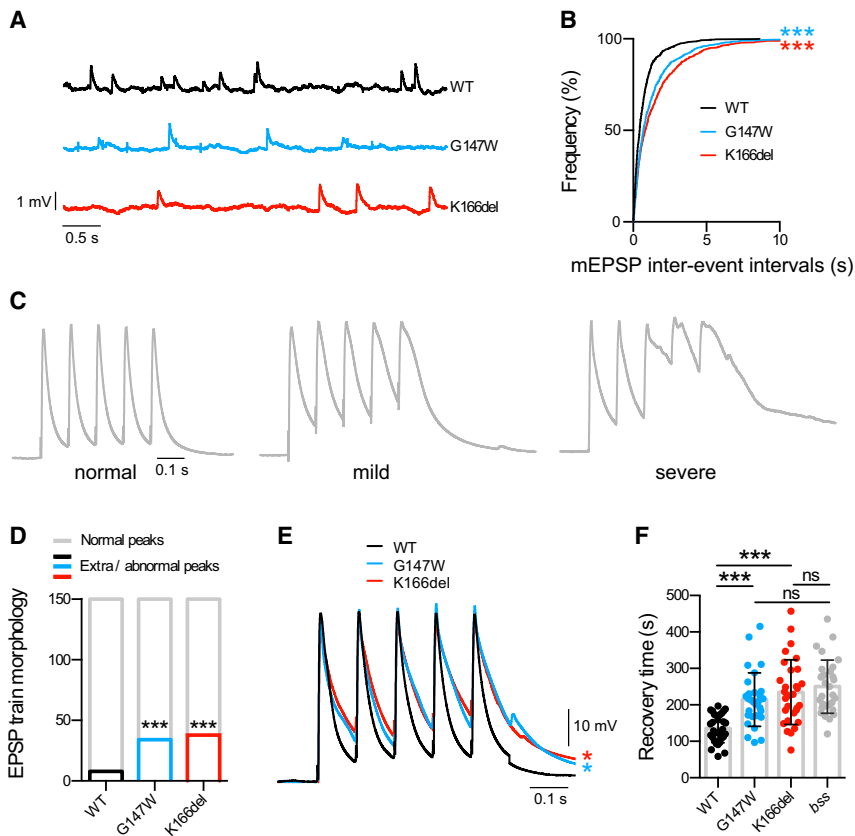 A
WT
G147W
K166del
1 mV
0.5 s
B
***
***
100
50
0
Frequency (%)
WT
G147W
K166del
0 5 10
mEPSP inter-event intervals (s)
C
normal
0.1 s
mild
severe
D
Normal peaks
Extra/ abnormal peaks
EPSP train morphology
150
100
50
0
*** ***
WT G147W K166del
E
WT
G147W
K166del
10 mV
*
*
0.1 s
F
***
*** ns
ns
Recovery time (s)
500
400
300
200
100
0
WT G147W K166del bss